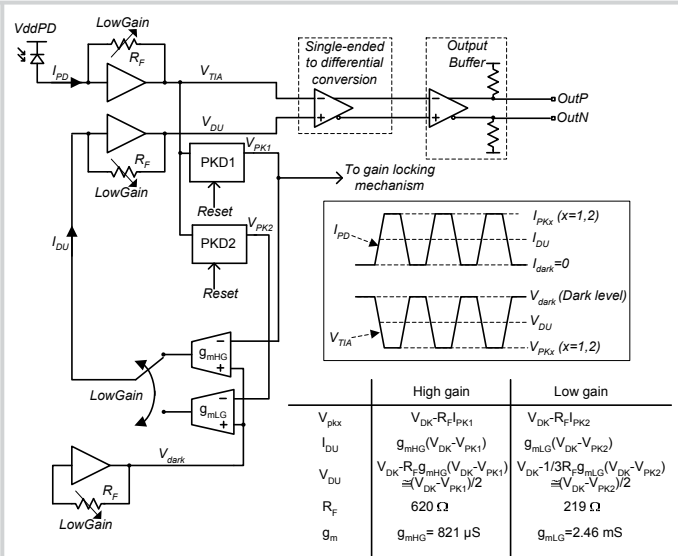 VddPD
LowGain
R_F
I_PD
V_TIA
Single-ended
to differential
conversion
Output
Buffer
−
+
−
+
OutP
OutN
V_DU
R_F
LowGain
PKD1
V_PK1
To gain locking
mechanism
Reset
V_PK2
PKD2
Reset
I_DU
I_PD
I_PKx (x=1,2)
I_DU
I_dark=0
V_dark (Dark level)
V_DU
V_TIA
V_PKx (x=1,2)
g_mHG
−
+
LowGain
g_mLG
−
+
V_dark
R_F
LowGain
High gain Low gain
V_pkx V_DK-R_FI_PK1 V_DK-R_FI_PK2
I_DU g_mHG(V_DK-V_PK1) g_mLG(V_DK-V_PK2)
V_DU V_DK-R_Fg_mHG(V_DK-V_PK1) V_DK-1/3R_Fg_mLG(V_DK-V_PK2)
≅(V_DK-V_PK1)/2 ≅(V_DK-V_PK2)/2
R_F 620 Ω 219 Ω
g_m g_mHG= 821 µS g_mLG=2.46 mS